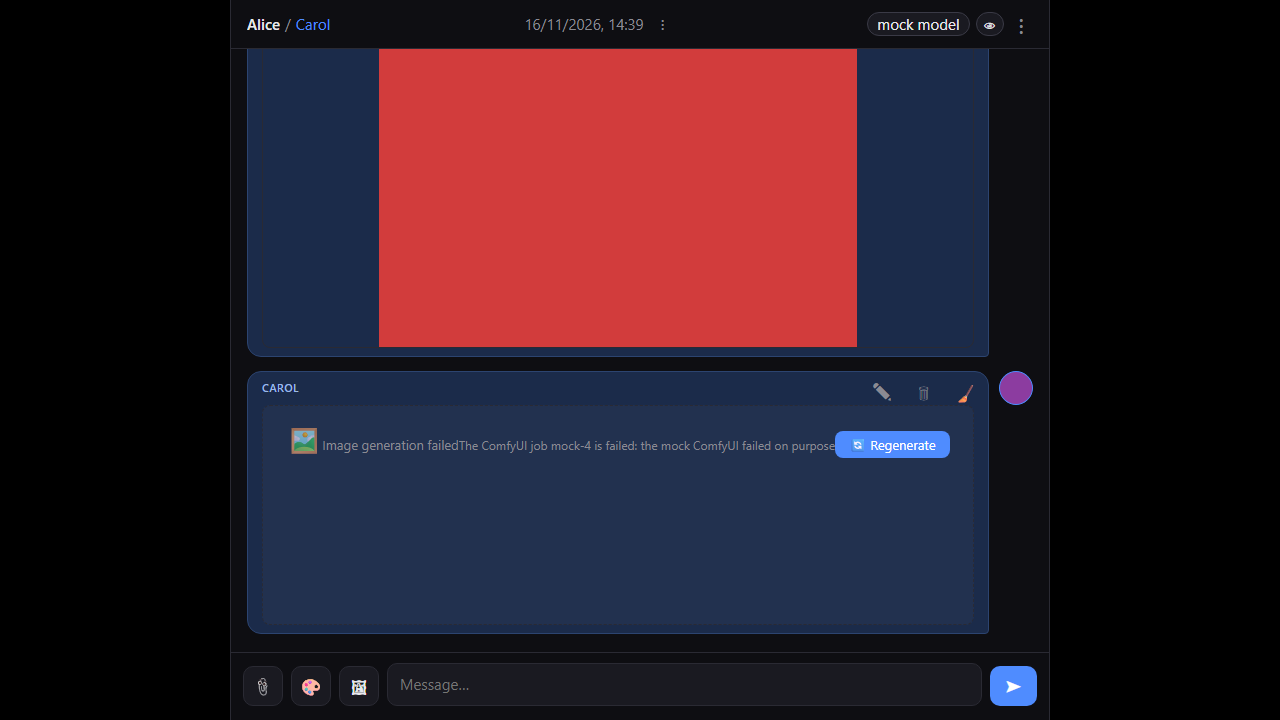 Alice / Carol 16/11/2026, 14:39 mock model
CAROL
Image generation failedThe ComfyUI job mock-4 is failed: the mock ComfyUI failed on purpose Regenerate
Message...